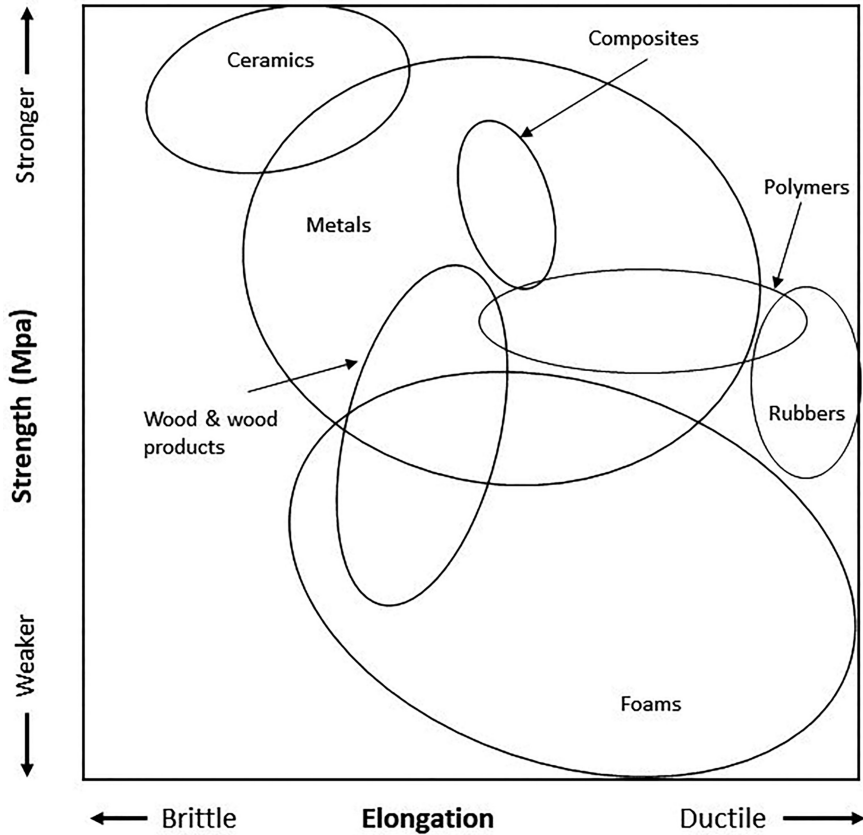 Stronger
Strength (Mpa)
Weaker
Ceramics
Composites
Metals
Polymers
Wood & wood
products
Rubbers
Foams
Brittle
Elongation
Ductile